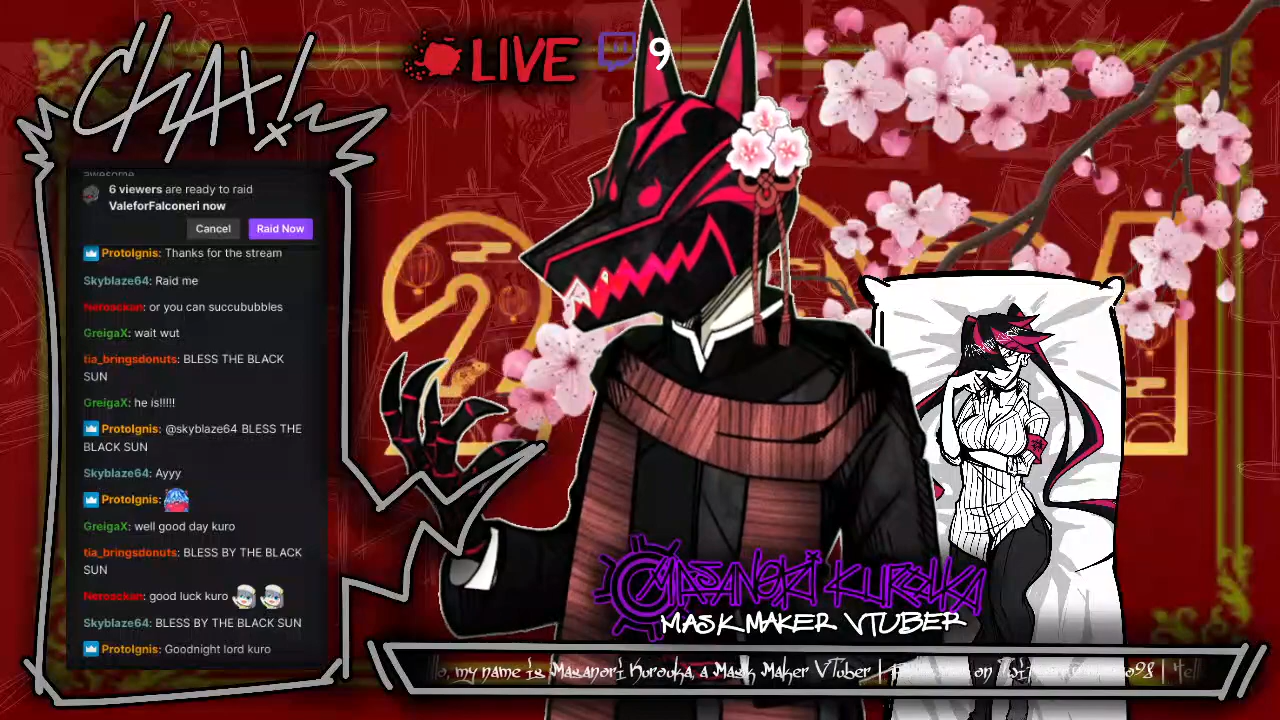 CHAT!
LIVE
9
awesome
6 viewers are ready to raid
ValeforFalconeri now
Cancel
Raid Now
ProtoIgnis: Thanks for the stream
Skyblaze64: Raid me
Nerosckan: or you can succububbles
GreigaX: wait wut
tia_bringsdonuts: BLESS THE BLACK
SUN
GreigaX: he is!!!!!
ProtoIgnis: @skyblaze64 BLESS THE
BLACK SUN
Skyblaze64: Ayyy
ProtoIgnis:
GreigaX: well good day kuro
tia_bringsdonuts: BLESS BY THE BLACK
SUN
Nerosckan: good luck kuro
Skyblaze64: BLESS BY THE BLACK SUN
ProtoIgnis: Goodnight lord kuro
MASANORI KUROUKA
MASK MAKER VTUBER
lo, my name is Masanori Kurouka, a Mask Maker VTuber |
on
| Hell